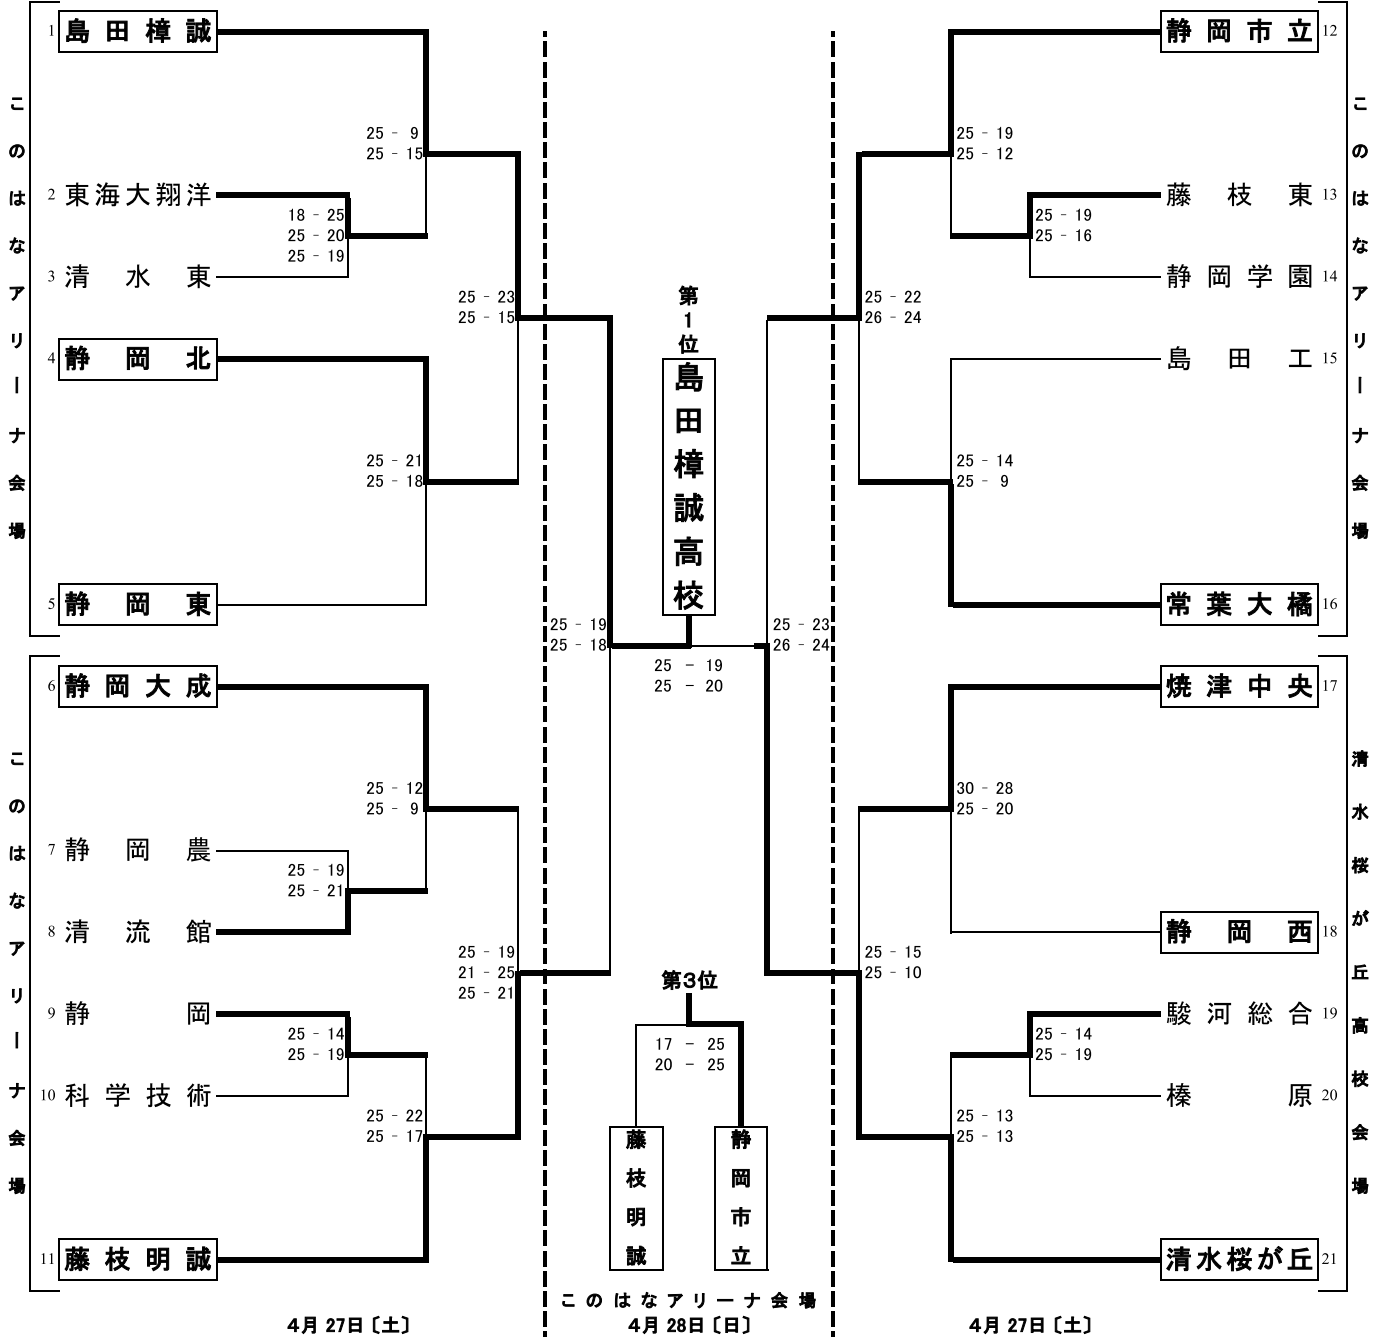 このはなアリーナ会場
1 島田樟誠
25 - 9
25 - 15
2 東海大翔洋
18 - 25
25 - 20
25 - 19
3 清水東
25 - 23
25 - 15
4 静岡北
25 - 21
25 - 18
5 静岡東
このはなアリーナ会場
6 静岡大成
25 - 12
25 - 9
7 静岡農
25 - 19
25 - 21
8 清流館
25 - 19
21 - 25
25 - 21
9 静岡
25 - 14
25 - 19
10 科学技術
25 - 22
25 - 17
11 藤枝明誠
4月27日〔土〕
第1位
島田樟誠高校
25 - 19
25 - 18
25 - 19
25 - 20
25 - 23
26 - 24
第3位
17 - 25
20 - 25
藤枝明誠
静岡市立
このはなアリーナ会場
4月28日〔日〕
このはなアリーナ会場
静岡市立 12
25 - 19
25 - 12
藤枝東 13
25 - 19
25 - 16
静岡学園 14
25 - 22
26 - 24
島田工 15
25 - 14
25 - 9
常葉大橘 16
清水桜が丘高校会場
焼津中央 17
30 - 28
25 - 20
静岡西 18
25 - 15
25 - 10
駿河総合 19
25 - 14
25 - 19
榛原 20
25 - 13
25 - 13
清水桜が丘 21
4月27日〔土〕